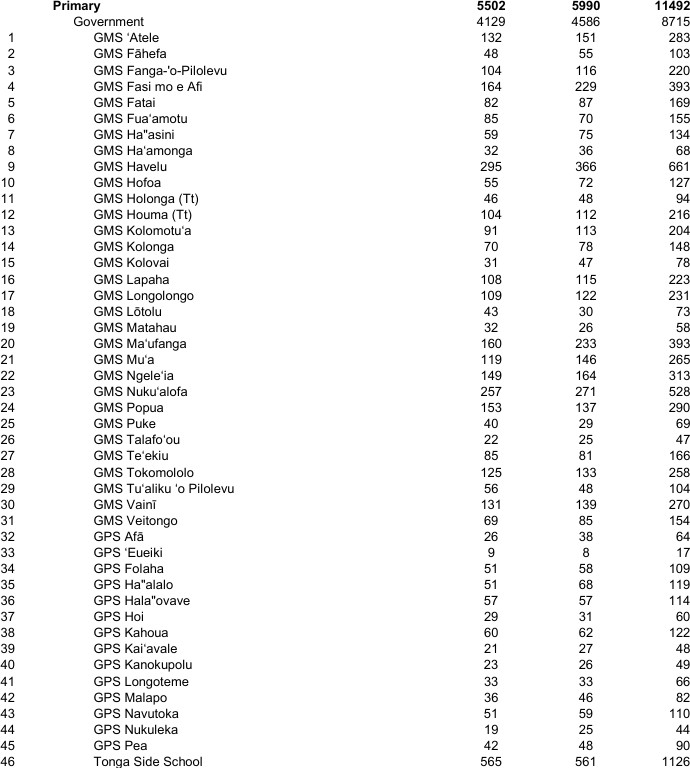 Primary 5502 5990 11492
Government 4129 4586 8715
1 GMS ‘Atele 132 151 283
2 GMS Fāhefa 48 55 103
3 GMS Fanga-'o-Pilolevu 104 116 220
4 GMS Fasi mo e Afi 164 229 393
5 GMS Fatai 82 87 169
6 GMS Fua‘amotu 85 70 155
7 GMS Ha"asini 59 75 134
8 GMS Ha‘amonga 32 36 68
9 GMS Havelu 295 366 661
10 GMS Hofoa 55 72 127
11 GMS Holonga (Tt) 46 48 94
12 GMS Houma (Tt) 104 112 216
13 GMS Kolomotu‘a 91 113 204
14 GMS Kolonga 70 78 148
15 GMS Kolovai 31 47 78
16 GMS Lapaha 108 115 223
17 GMS Longolongo 109 122 231
18 GMS Lōtolu 43 30 73
19 GMS Matahau 32 26 58
20 GMS Ma‘ufanga 160 233 393
21 GMS Mu‘a 119 146 265
22 GMS Ngele‘ia 149 164 313
23 GMS Nuku‘alofa 257 271 528
24 GMS Popua 153 137 290
25 GMS Puke 40 29 69
26 GMS Talafo‘ou 22 25 47
27 GMS Te‘ekiu 85 81 166
28 GMS Tokomololo 125 133 258
29 GMS Tu‘aliku ‘o Pilolevu 56 48 104
30 GMS Vainī 131 139 270
31 GMS Veitongo 69 85 154
32 GPS Afā 26 38 64
33 GPS ‘Eueiki 9 8 17
34 GPS Folaha 51 58 109
35 GPS Ha"alalo 51 68 119
36 GPS Hala"ovave 57 57 114
37 GPS Hoi 29 31 60
38 GPS Kahoua 60 62 122
39 GPS Kai‘avale 21 27 48
40 GPS Kanokupolu 23 26 49
41 GPS Longoteme 33 33 66
42 GPS Malapo 36 46 82
43 GPS Navutoka 51 59 110
44 GPS Nukuleka 19 25 44
45 GPS Pea 42 48 90
46 Tonga Side School 565 561 1126